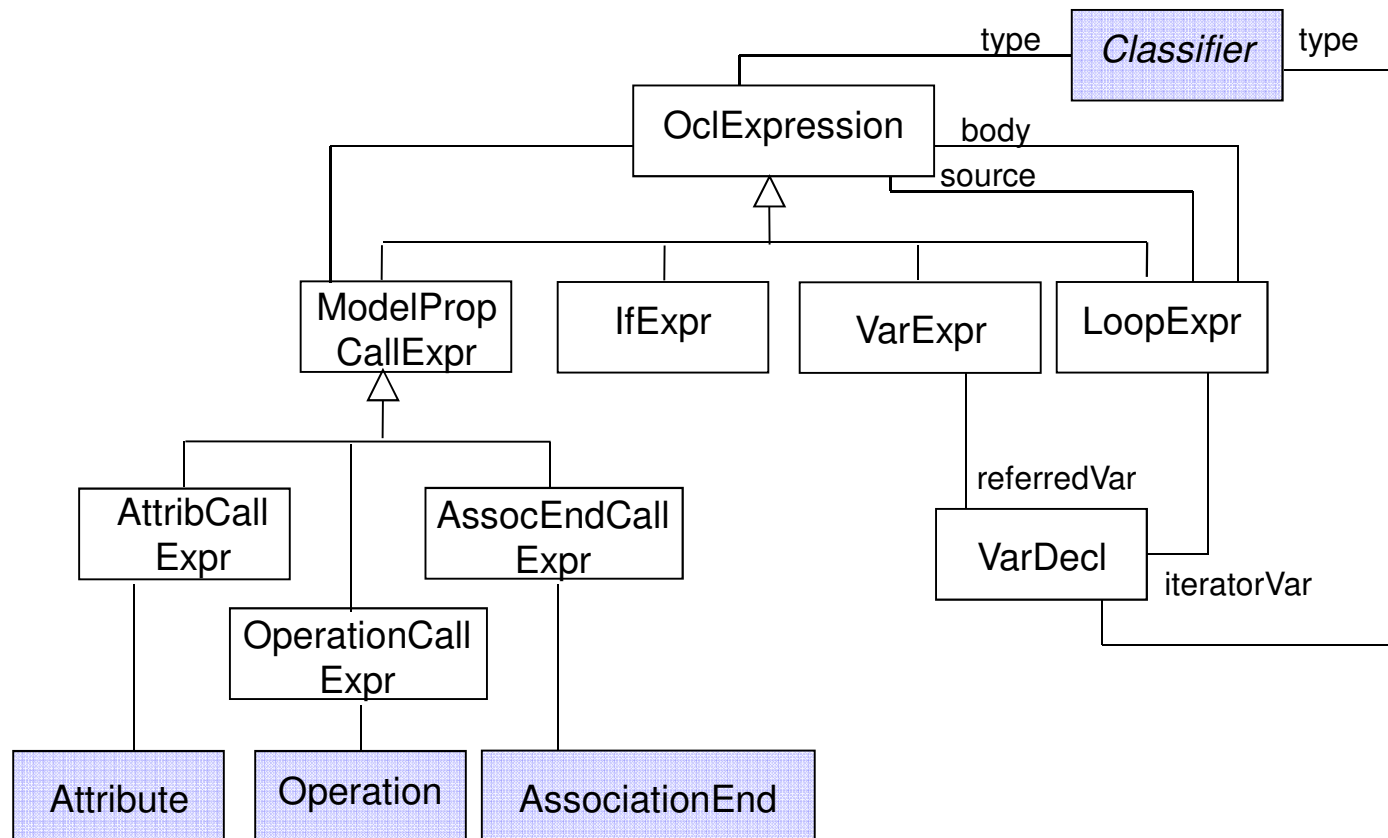 type
Classifier
type
OclExpression
body
source
ModelProp
CallExpr
IfExpr
VarExpr
LoopExpr
referredVar
AttribCall
Expr
AssocEndCall
Expr
VarDecl
iteratorVar
OperationCall
Expr
Attribute
Operation
AssociationEnd